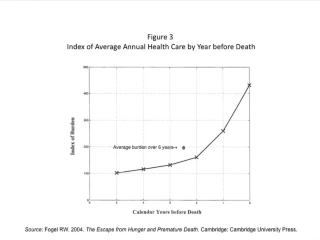 Figure 3
Index of Average Annual Health Care by Year before Death
Index of Burden
Average burden over 6 years→
Calendar Years before Death
Source: Fogel RW. 2004. The Escape from Hunger and Premature Death. Cambridge: Cambridge University Press.